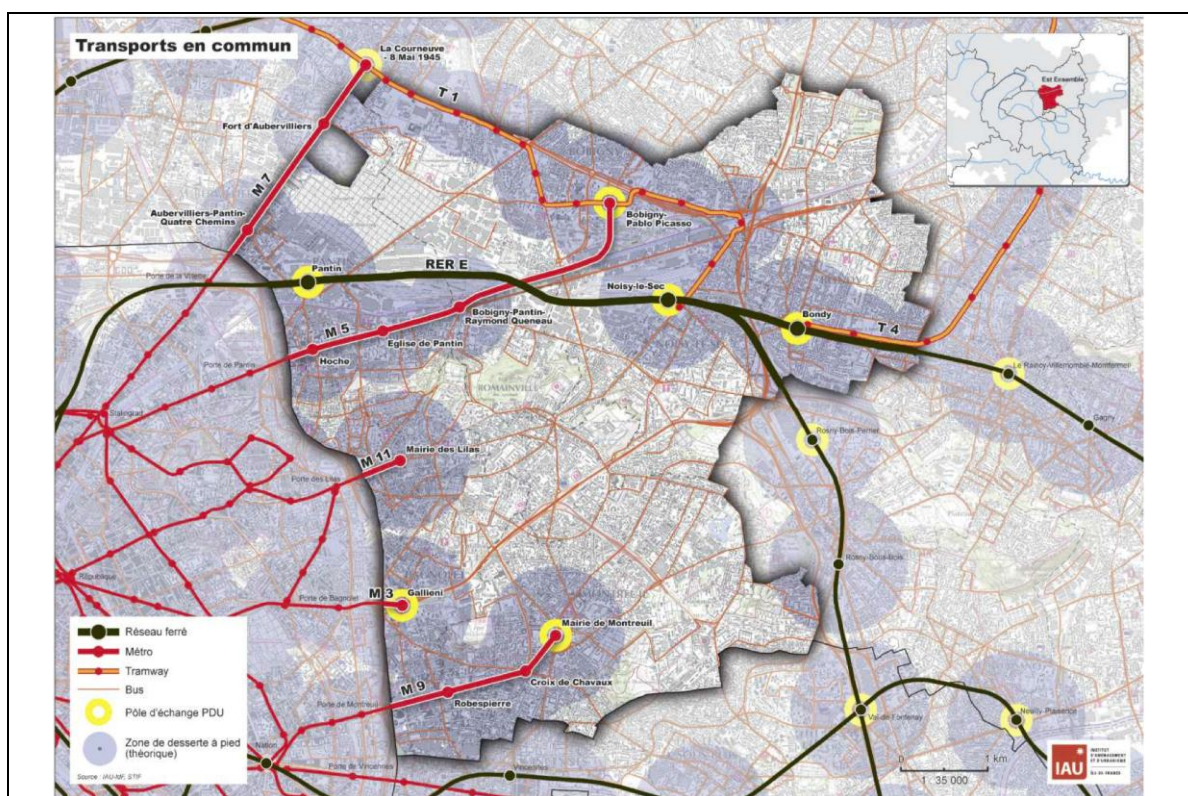 Transports en commun
La Courneuve
- 8 Mai 1945
T 1
Est Ensemble
Fort d'Aubervilliers
M 7
Aubervilliers-Pantin-
Quatre Chemins
Bobigny-
Pablo Picasso
Porte de la Villette
Pantin
RER E
Noisy-le-Sec
Bobigny-Pantin-
Raymond Queneau
Bondy
T 4
M 5
Eglise de Pantin
Hoche
Porte de Pantin
Le Raincy-Villemomble-Montfermeil
Gagny
ROMAINVILLE
Stalingrad
Rosny-Bois-Perrier
M 11
Mairie des Lilas
Porte des Lilas
Rosny-Sous-Bois
République
M 3
Gallieni
Porte de Bagnolet
Mairie de Montreuil
Croix de Chavaux
M 9
Robespierre
Porte de Montreuil
Val-de-Fontenay
Neuilly-Plaisance
Nation
Porte de Vincennes
Vincennes
Réseau ferré
Métro
Tramway
Bus
Pôle d'échange PDU
Zone de desserte à pied
(théorique)
Source : IAU-îdF, STIF
0 1 km
1 : 35 000
IAU
INSTITUT
D'AMÉNAGEMENT
ET D'URBANISME
ÎLE-DE-FRANCE